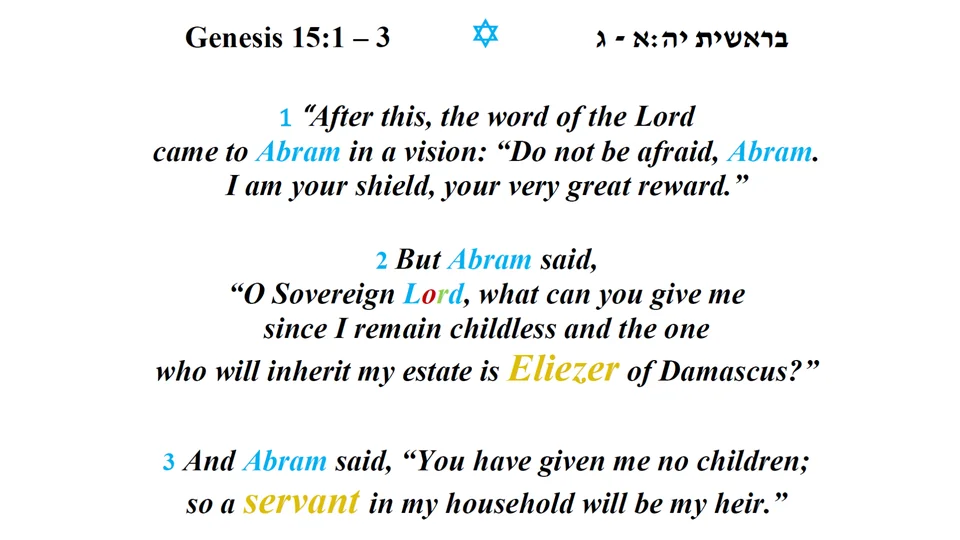 Genesis 15:1 – 3 ✡ בראשית יה:א - ג
1 “After this, the word of the Lord
came to Abram in a vision: “Do not be afraid, Abram.
I am your shield, your very great reward.”
2 But Abram said,
“O Sovereign Lord, what can you give me
since I remain childless and the one
who will inherit my estate is Eliezer of Damascus?”
3 And Abram said, “You have given me no children;
so a servant in my household will be my heir.”